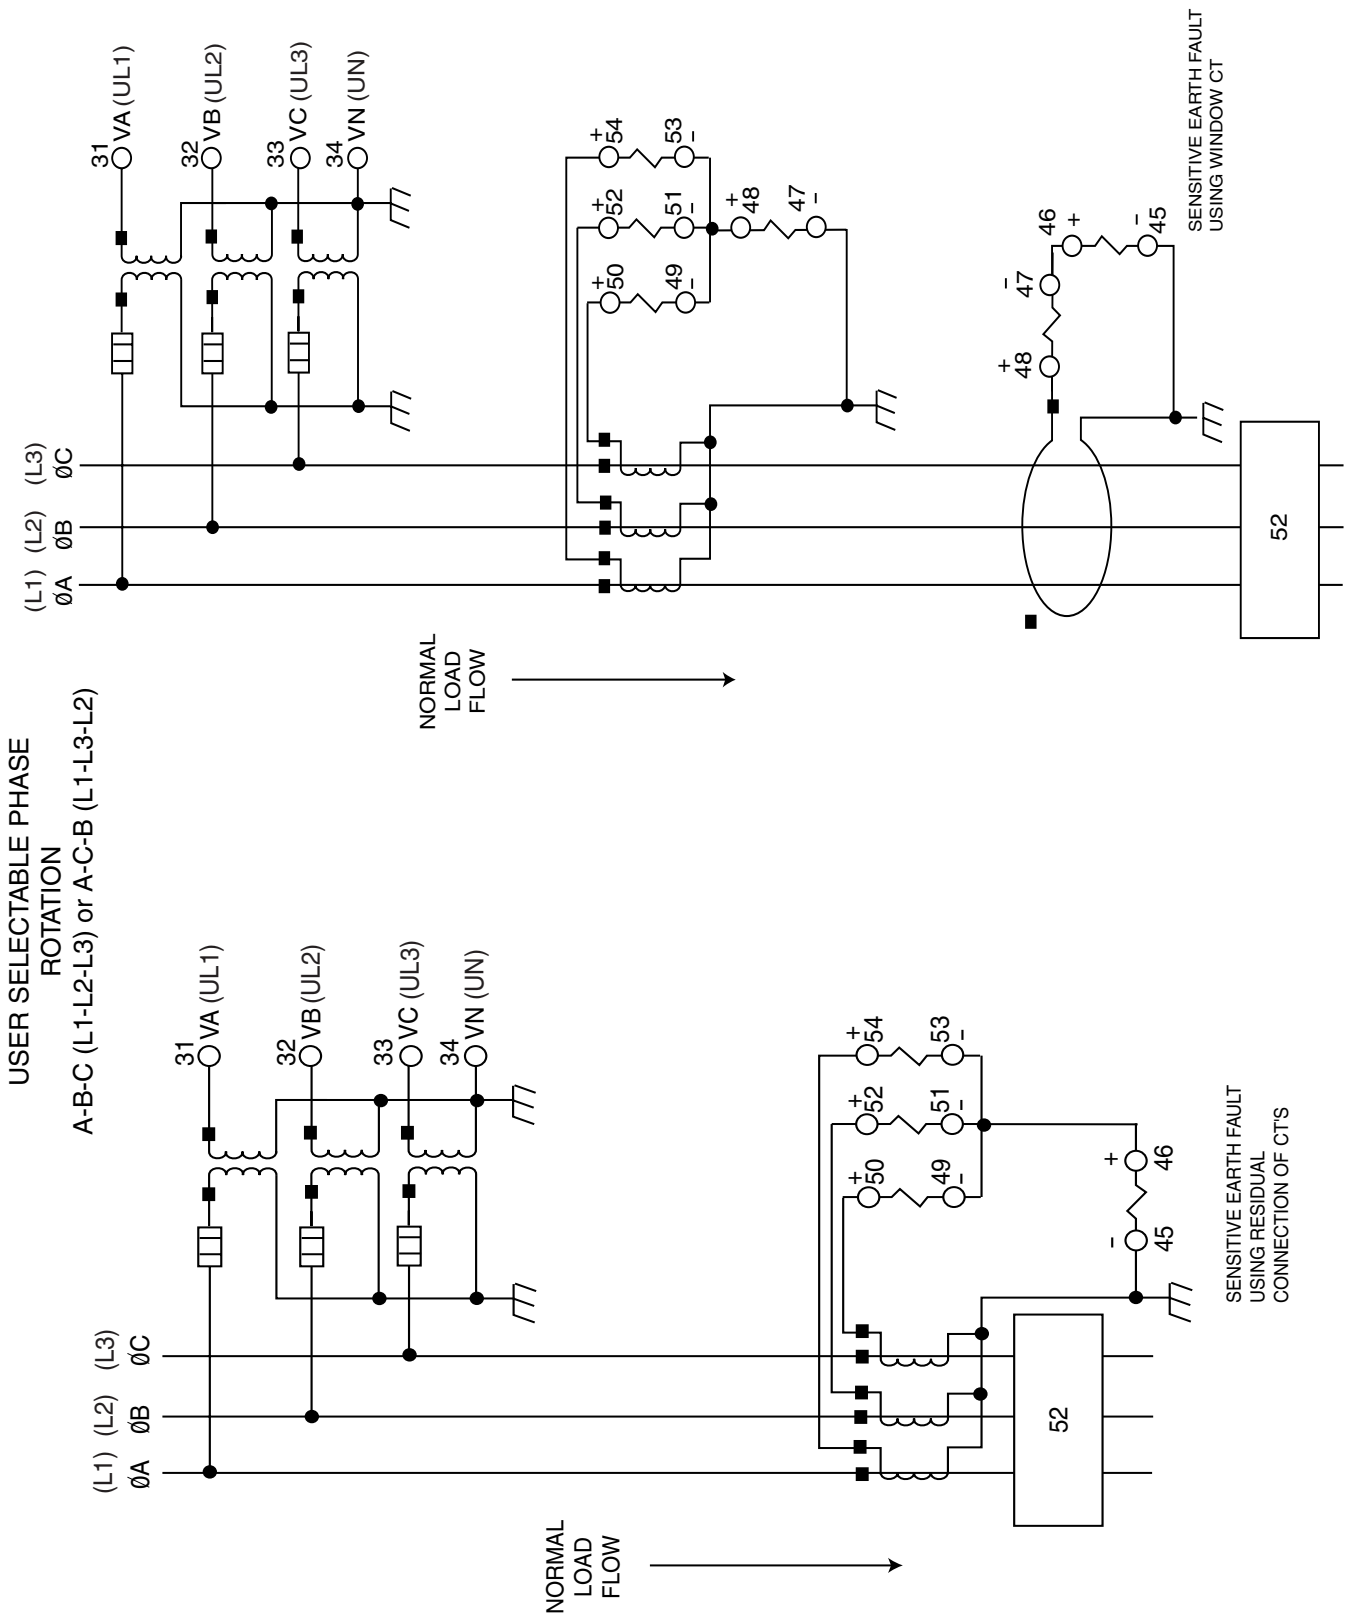 USER SELECTABLE PHASE
ROTATION
A-B-C (L1-L2-L3) or A-C-B (L1-L3-L2)
31
VA (UL1)
32
VB (UL2)
33
VC (UL3)
34
VN (UN)
(L3)
ØC
(L2)
ØB
(L1)
ØA
NORMAL
LOAD
FLOW
+
54
53
-
+
52
51
-
+
50
49
-
+
46
-
45
52
SENSITIVE EARTH FAULT
USING RESIDUAL
CONNECTION OF CT'S
31
VA (UL1)
32
VB (UL2)
33
VC (UL3)
34
VN (UN)
(L3)
ØC
(L2)
ØB
(L1)
ØA
NORMAL
LOAD
FLOW
+
54
53
-
+
52
51
-
+
50
49
-
+
48
47
-
+
48
-
47
46
+
-
45
52
SENSITIVE EARTH FAULT
USING WINDOW CT